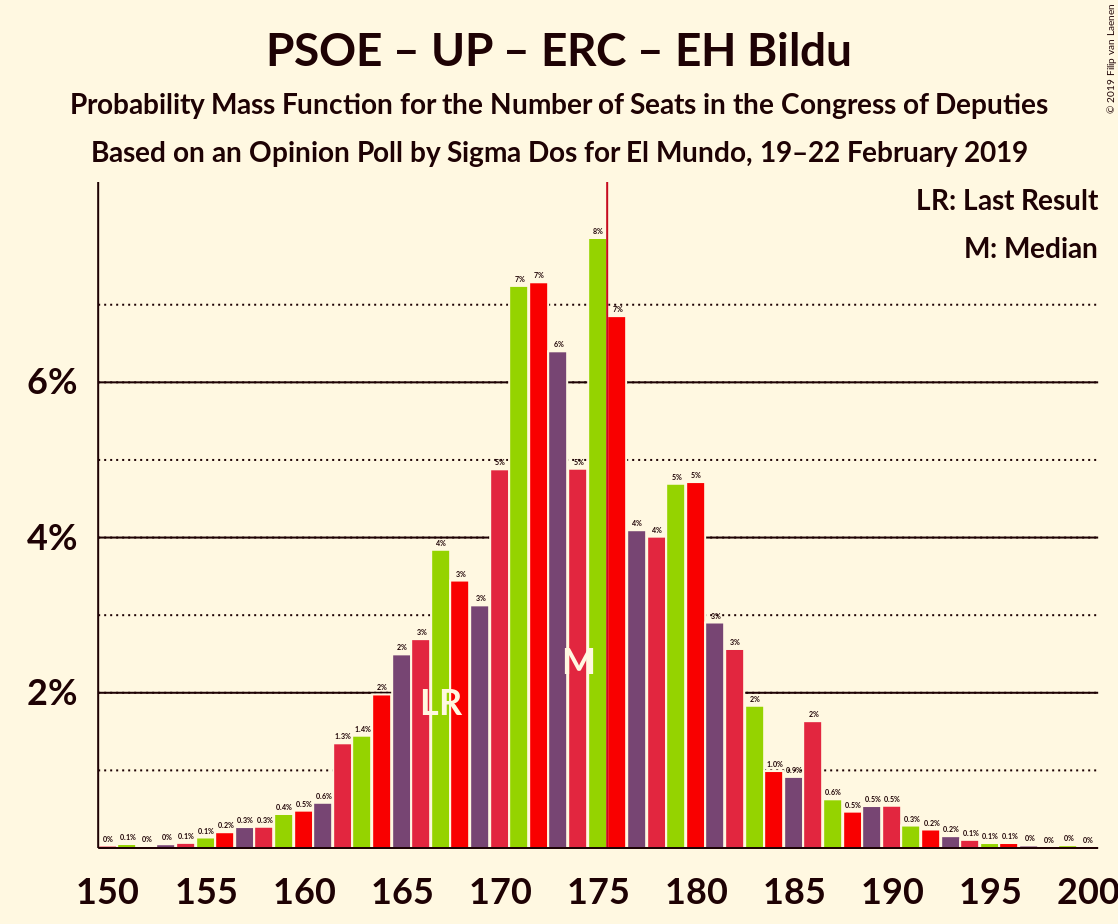 PSOE – UP – ERC – EH Bildu
Probability Mass Function for the Number of Seats in the Congress of Deputies
Based on an Opinion Poll by Sigma Dos for El Mundo, 19–22 February 2019
© 2019 Filip van Laenen
LR: Last Result
M: Median
6%
4%
2%
0% 0.1% 0% 0% 0.1% 0.1% 0.2% 0.3% 0.3% 0.4% 0.5% 0.6% 1.3% 1.4% 2% 2% 3% 4% 3% 3% 5% 7% 7% 6% 5% 8% 7% 4% 4% 5% 5% 3% 3% 2% 1.0% 0.9% 2% 0.6% 0.5% 0.5% 0.5% 0.3% 0.2% 0.2% 0.1% 0.1% 0.1% 0% 0% 0% 0%
LR
M
150 155 160 165 170 175 180 185 190 195 200